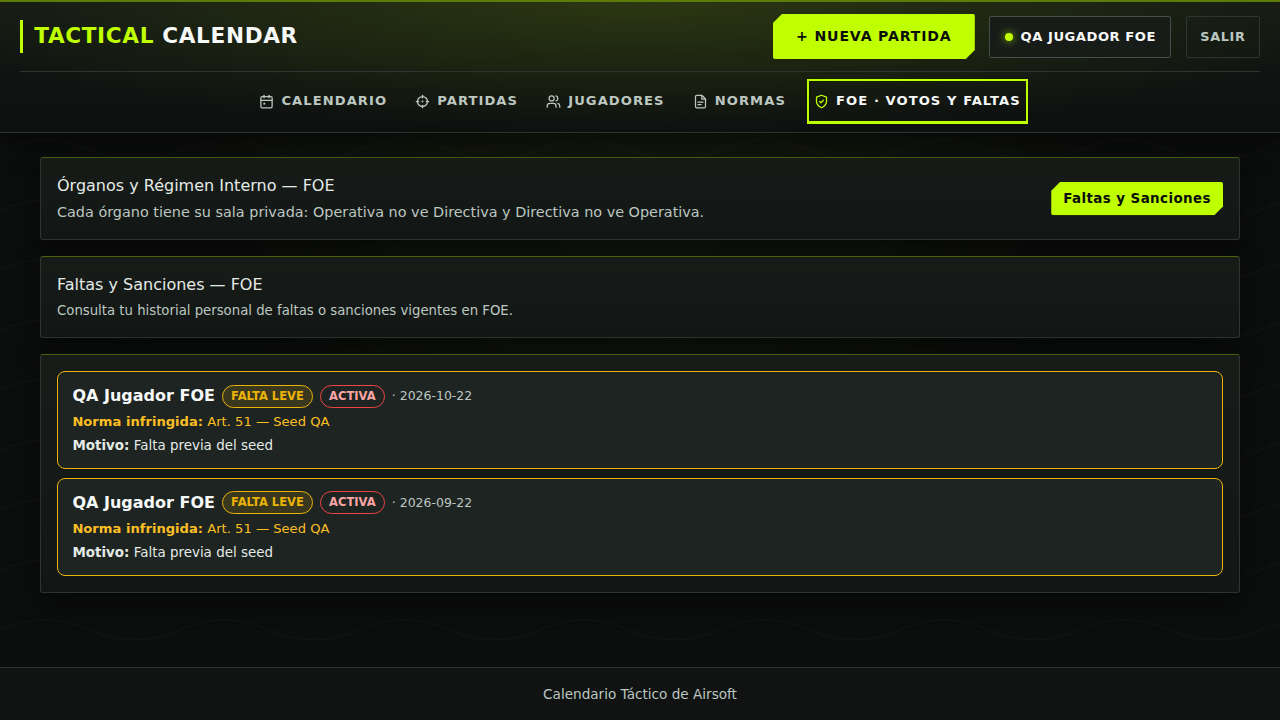 TACTICAL CALENDAR
+ NUEVA PARTIDA
QA JUGADOR FOE
SALIR
CALENDARIO
PARTIDAS
JUGADORES
NORMAS
FOE · VOTOS Y FALTAS
Órganos y Régimen Interno — FOE
Cada órgano tiene su sala privada: Operativa no ve Directiva y Directiva no ve Operativa.
Faltas y Sanciones
Faltas y Sanciones — FOE
Consulta tu historial personal de faltas o sanciones vigentes en FOE.
QA Jugador FOE FALTA LEVE ACTIVA · 2026-10-22
Norma infringida: Art. 51 — Seed QA
Motivo: Falta previa del seed
QA Jugador FOE FALTA LEVE ACTIVA · 2026-09-22
Norma infringida: Art. 51 — Seed QA
Motivo: Falta previa del seed
Calendario Táctico de Airsoft